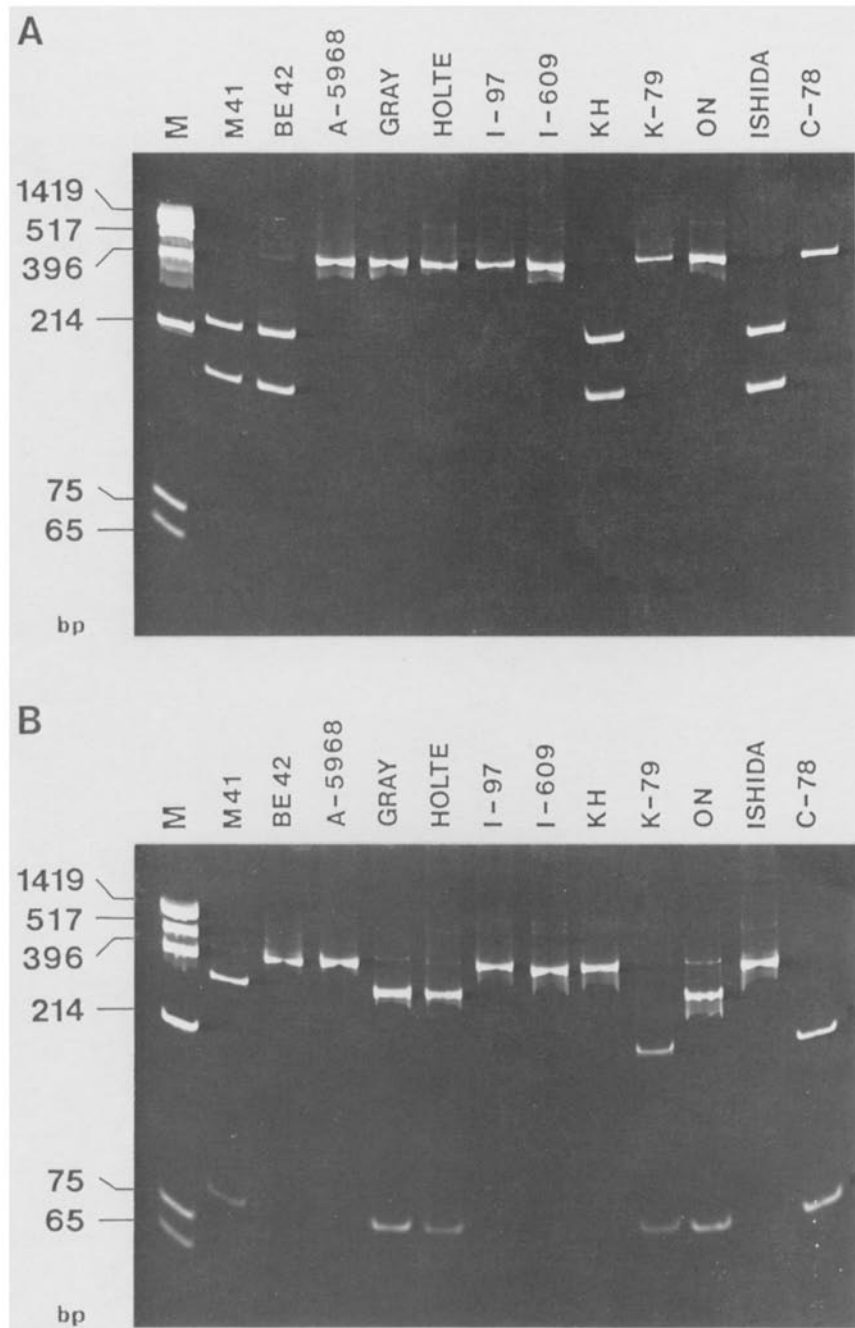 A
M M41 BE 42 A-5968 GRAY HOLTE I-97 I-609 KH K-79 ON ISHIDA C-78
1419
517
396
214
75
65
bp
B
M M41 BE 42 A-5968 GRAY HOLTE I-97 I-609 KH K-79 ON ISHIDA C-78
1419
517
396
214
75
65
bp